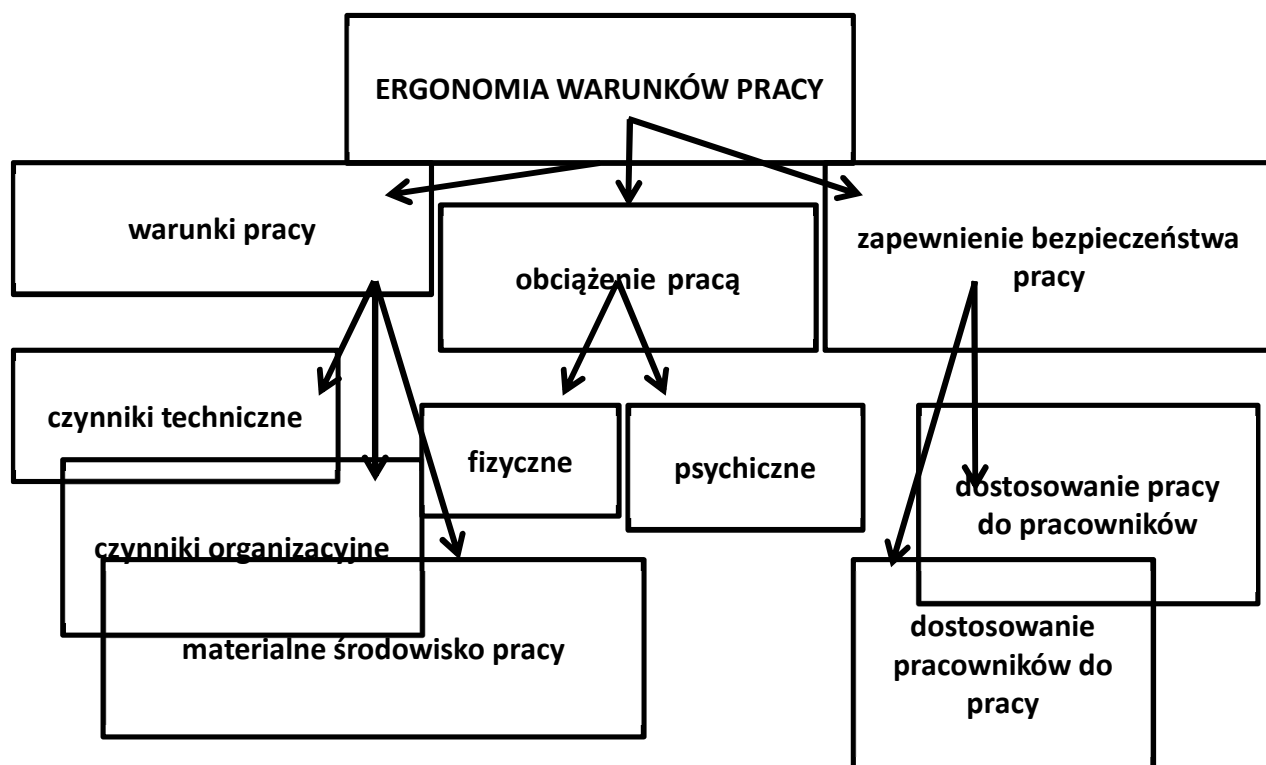 ERGONOMIA WARUNKÓW PRACY
warunki pracy
obciążenie pracą
zapewnienie bezpieczeństwa
pracy
czynniki techniczne
fizyczne
psychiczne
dostosowanie pracy
do pracowników
czynniki organizacyjne
materialne środowisko pracy
dostosowanie
pracowników do
pracy